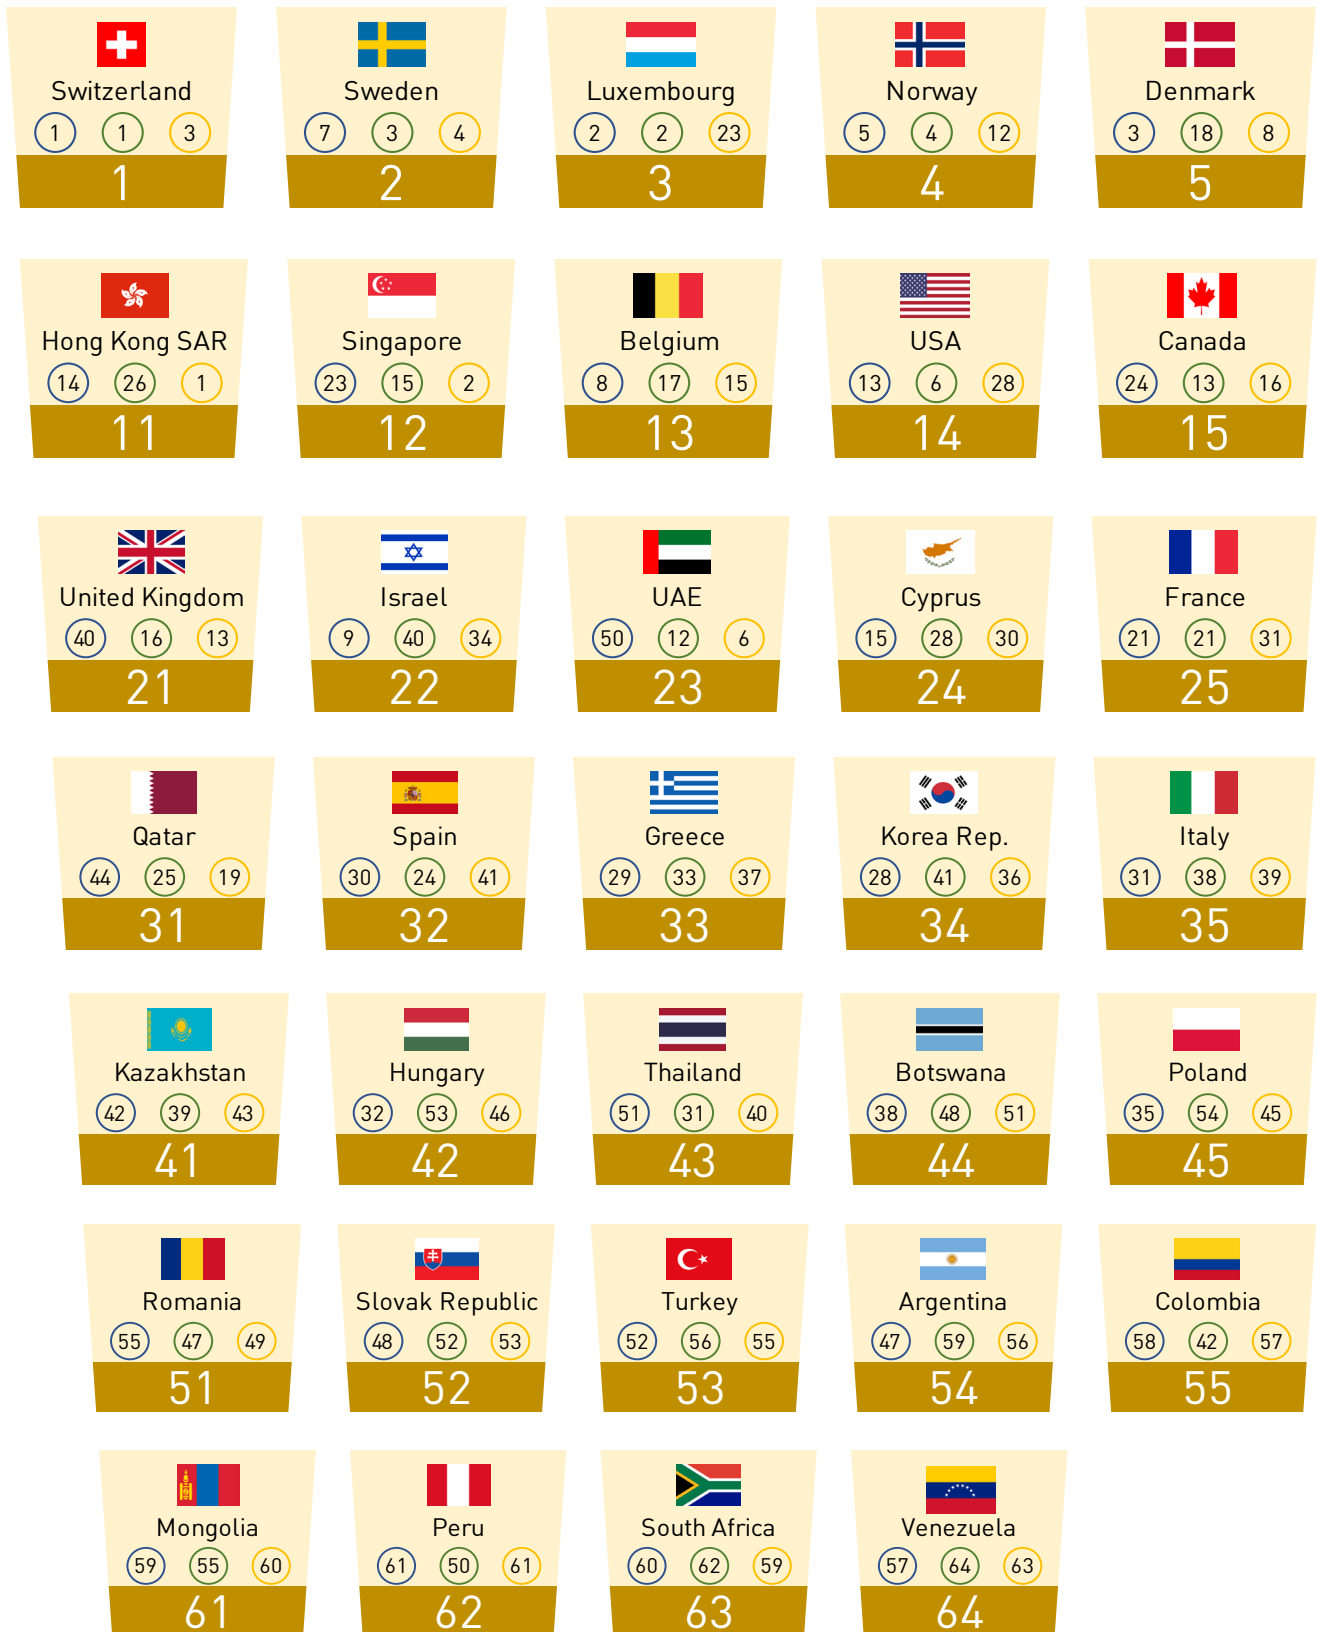 Switzerland Sweden Luxembourg Norway Denmark
1 1 3 7 3 4 2 2 23 5 4 12 3 18 8
1 2 3 4 5
Hong Kong SAR Singapore Belgium USA Canada
14 26 1 23 15 2 8 17 15 13 6 28 24 13 16
11 12 13 14 15
United Kingdom Israel UAE Cyprus France
40 16 13 9 40 34 50 12 6 15 28 30 21 21 31
21 22 23 24 25
Qatar Spain Greece Korea Rep. Italy
44 25 19 30 24 41 29 33 37 28 41 36 31 38 39
31 32 33 34 35
Kazakhstan Hungary Thailand Botswana Poland
42 39 43 32 53 46 51 31 40 38 48 51 35 54 45
41 42 43 44 45
Romania Slovak Republic Turkey Argentina Colombia
55 47 49 48 52 53 52 56 55 47 59 56 58 42 57
51 52 53 54 55
Mongolia Peru South Africa Venezuela
59 55 60 61 50 61 60 62 59 57 64 63
61 62 63 64